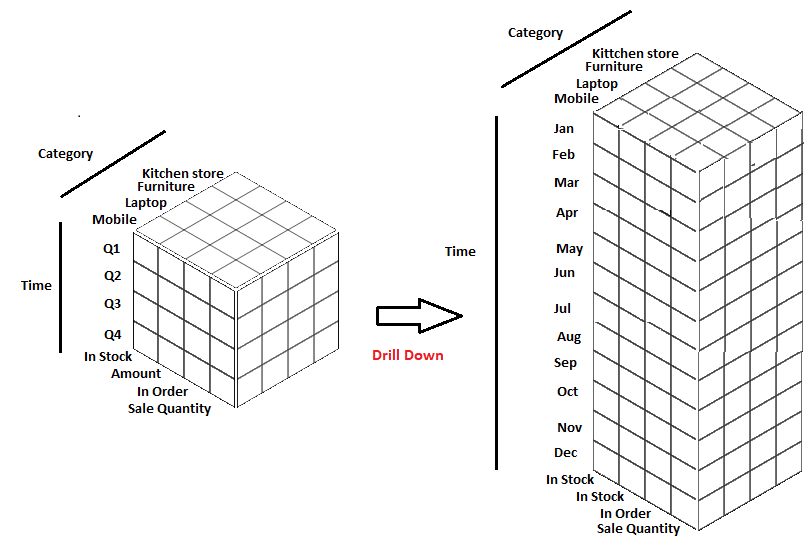 Category
Kitchen store
Furniture
Laptop
Mobile
Time
Q1
Q2
Q3
Q4
In Stock
Amount
In Order
Sale Quantity
Drill Down
Category
Kittchen store
Furniture
Laptop
Mobile
Time
Jan
Feb
Mar
Apr
May
Jun
Jul
Aug
Sep
Oct
Nov
Dec
In Stock
In Stock
In Order
Sale Quantity